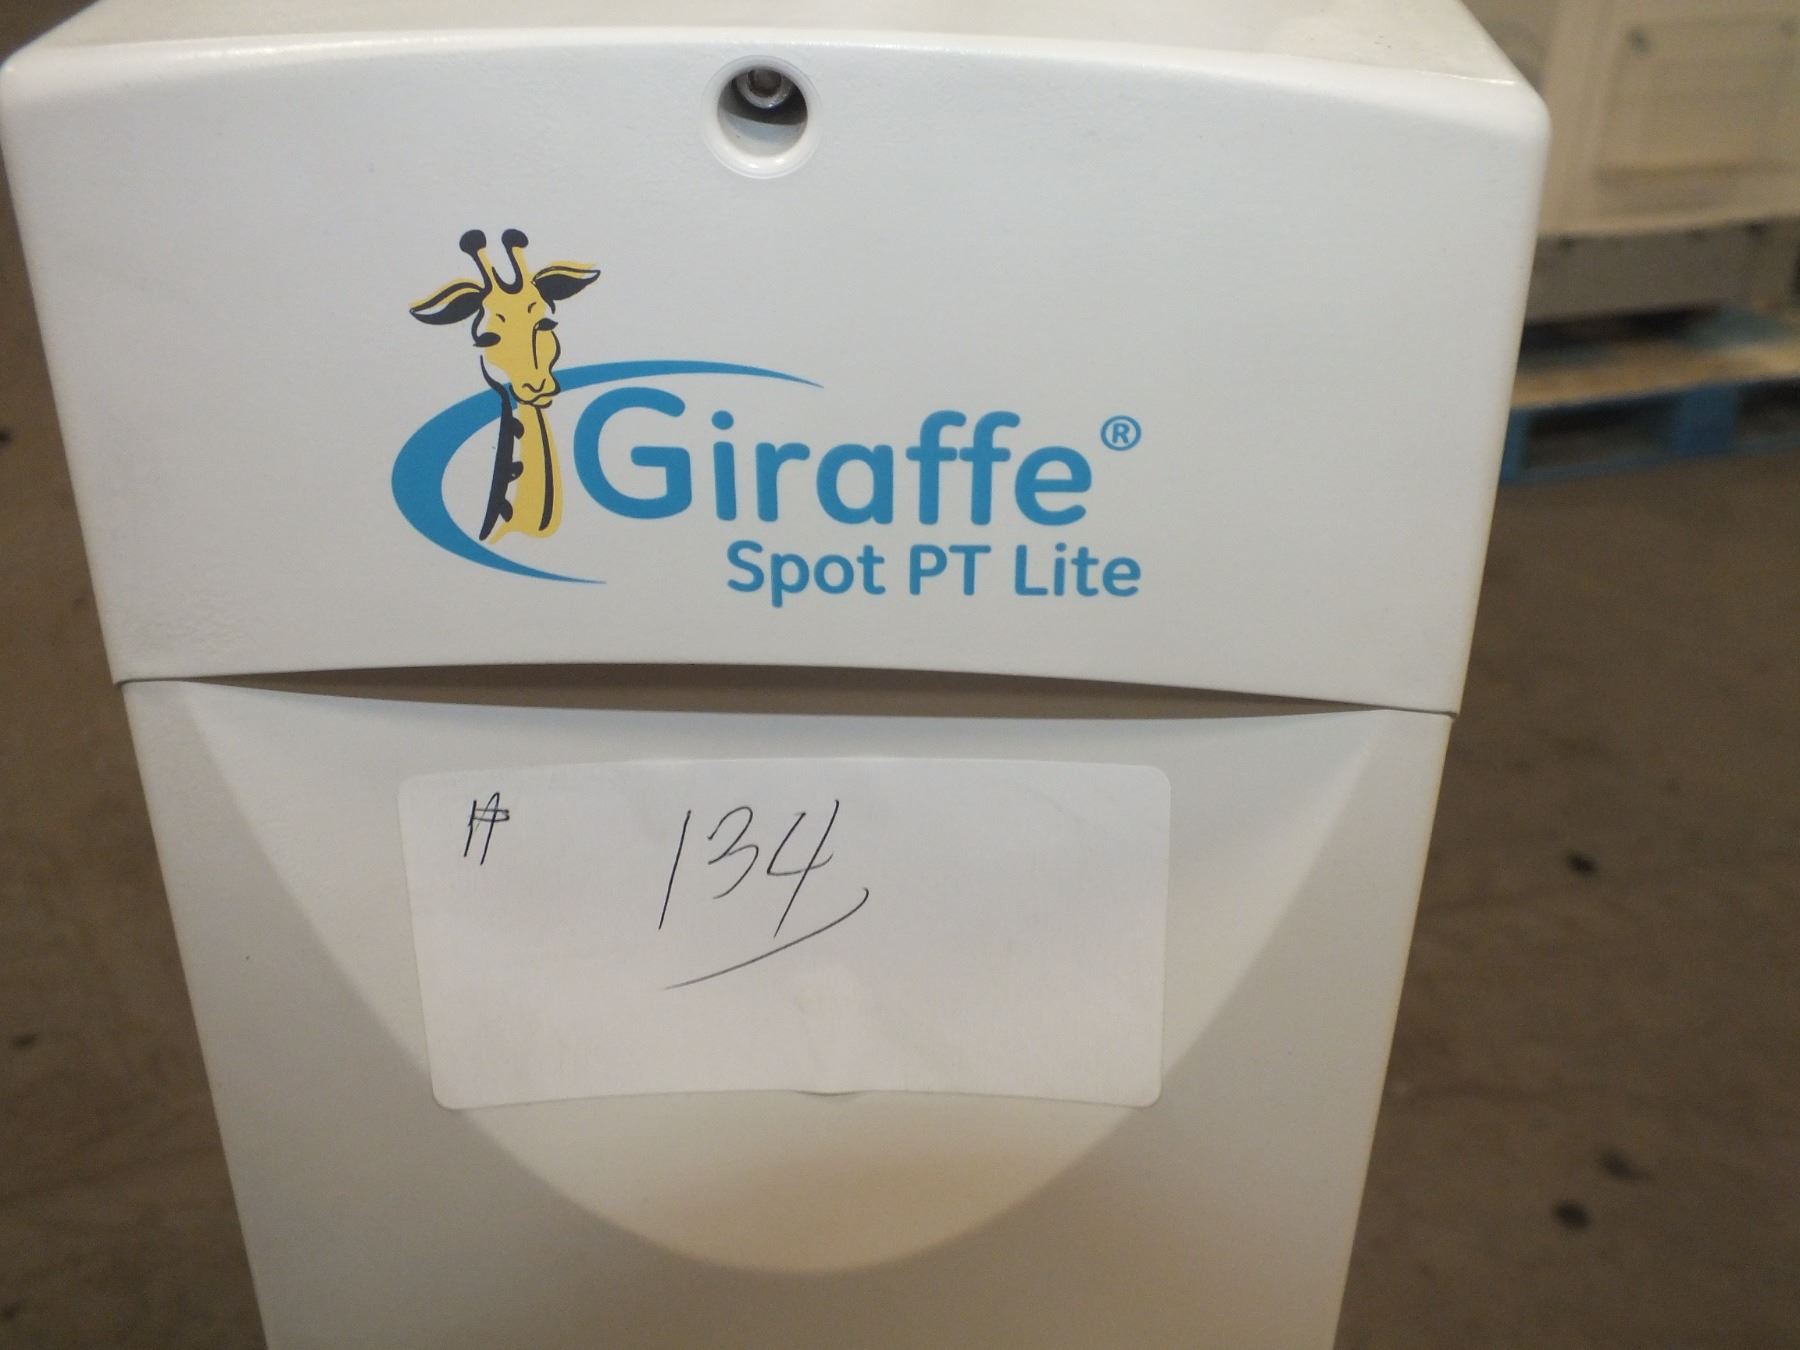 Giraffe®
Spot PT Lite
# 134